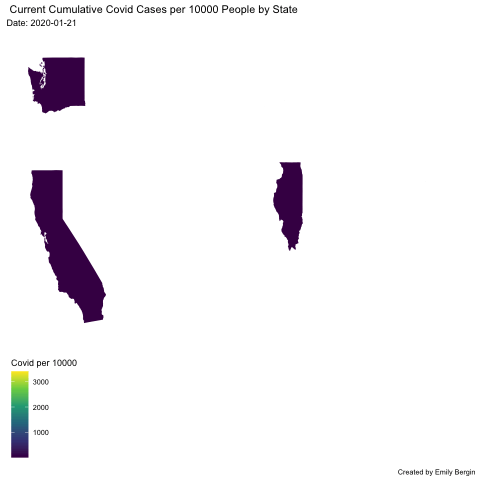 Current Cumulative Covid Cases per 10000 People by State
Date: 2020-01-21
Covid per 10000
3000
2000
1000
Created by Emily Bergin